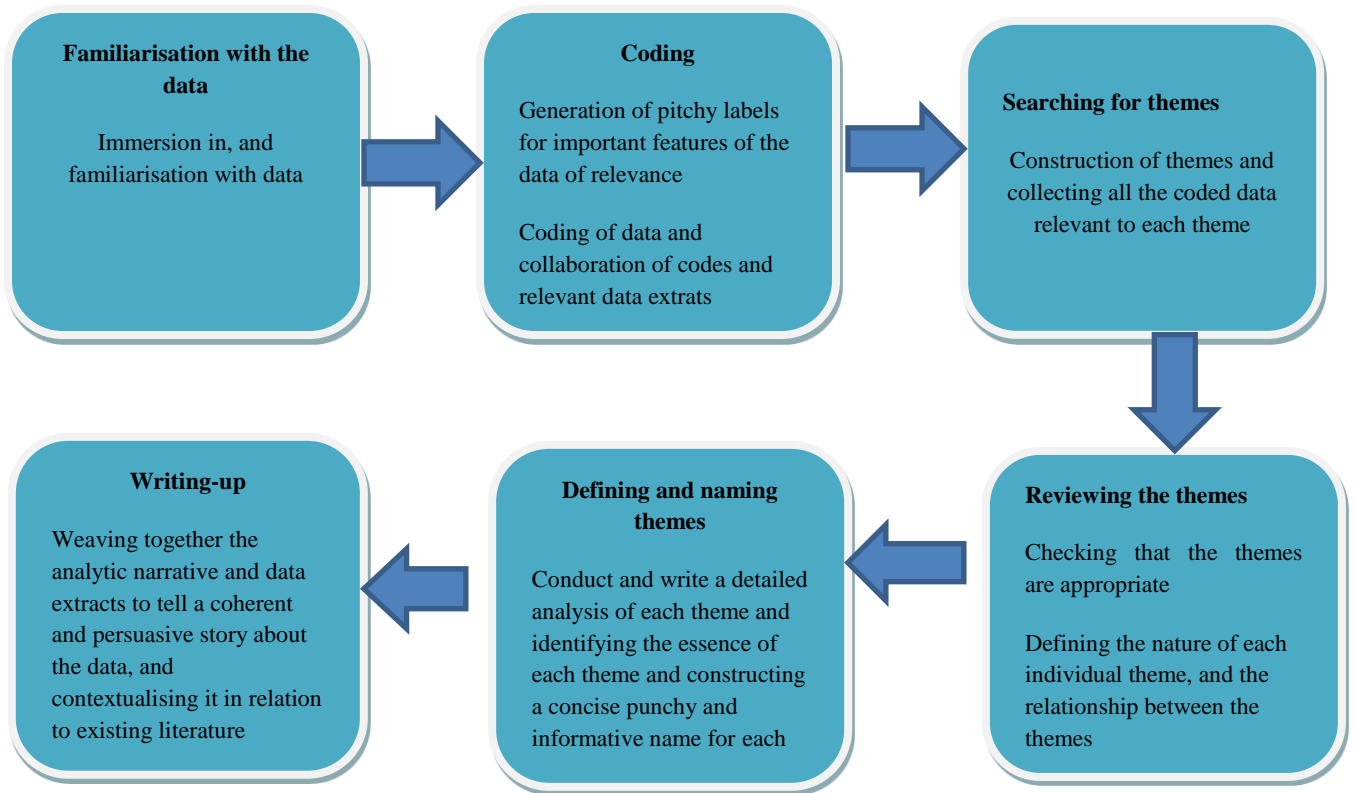 Familiarisation with the
data
Immersion in, and
familiarisation with data
Coding
Generation of pitchy labels
for important features of the
data of relevance
Coding of data and
collaboration of codes and
relevant data extrats
Searching for themes
Construction of themes and
collecting all the coded data
relevant to each theme
Reviewing the themes
Checking that the themes
are appropriate
Defining the nature of each
individual theme, and the
relationship between the
themes
Defining and naming
themes
Conduct and write a detailed
analysis of each theme and
identifying the essence of
each theme and constructing
a concise punchy and
informative name for each
Writing-up
Weaving together the
analytic narrative and data
extracts to tell a coherent
and persuasive story about
the data, and
contextualising it in relation
to existing literature